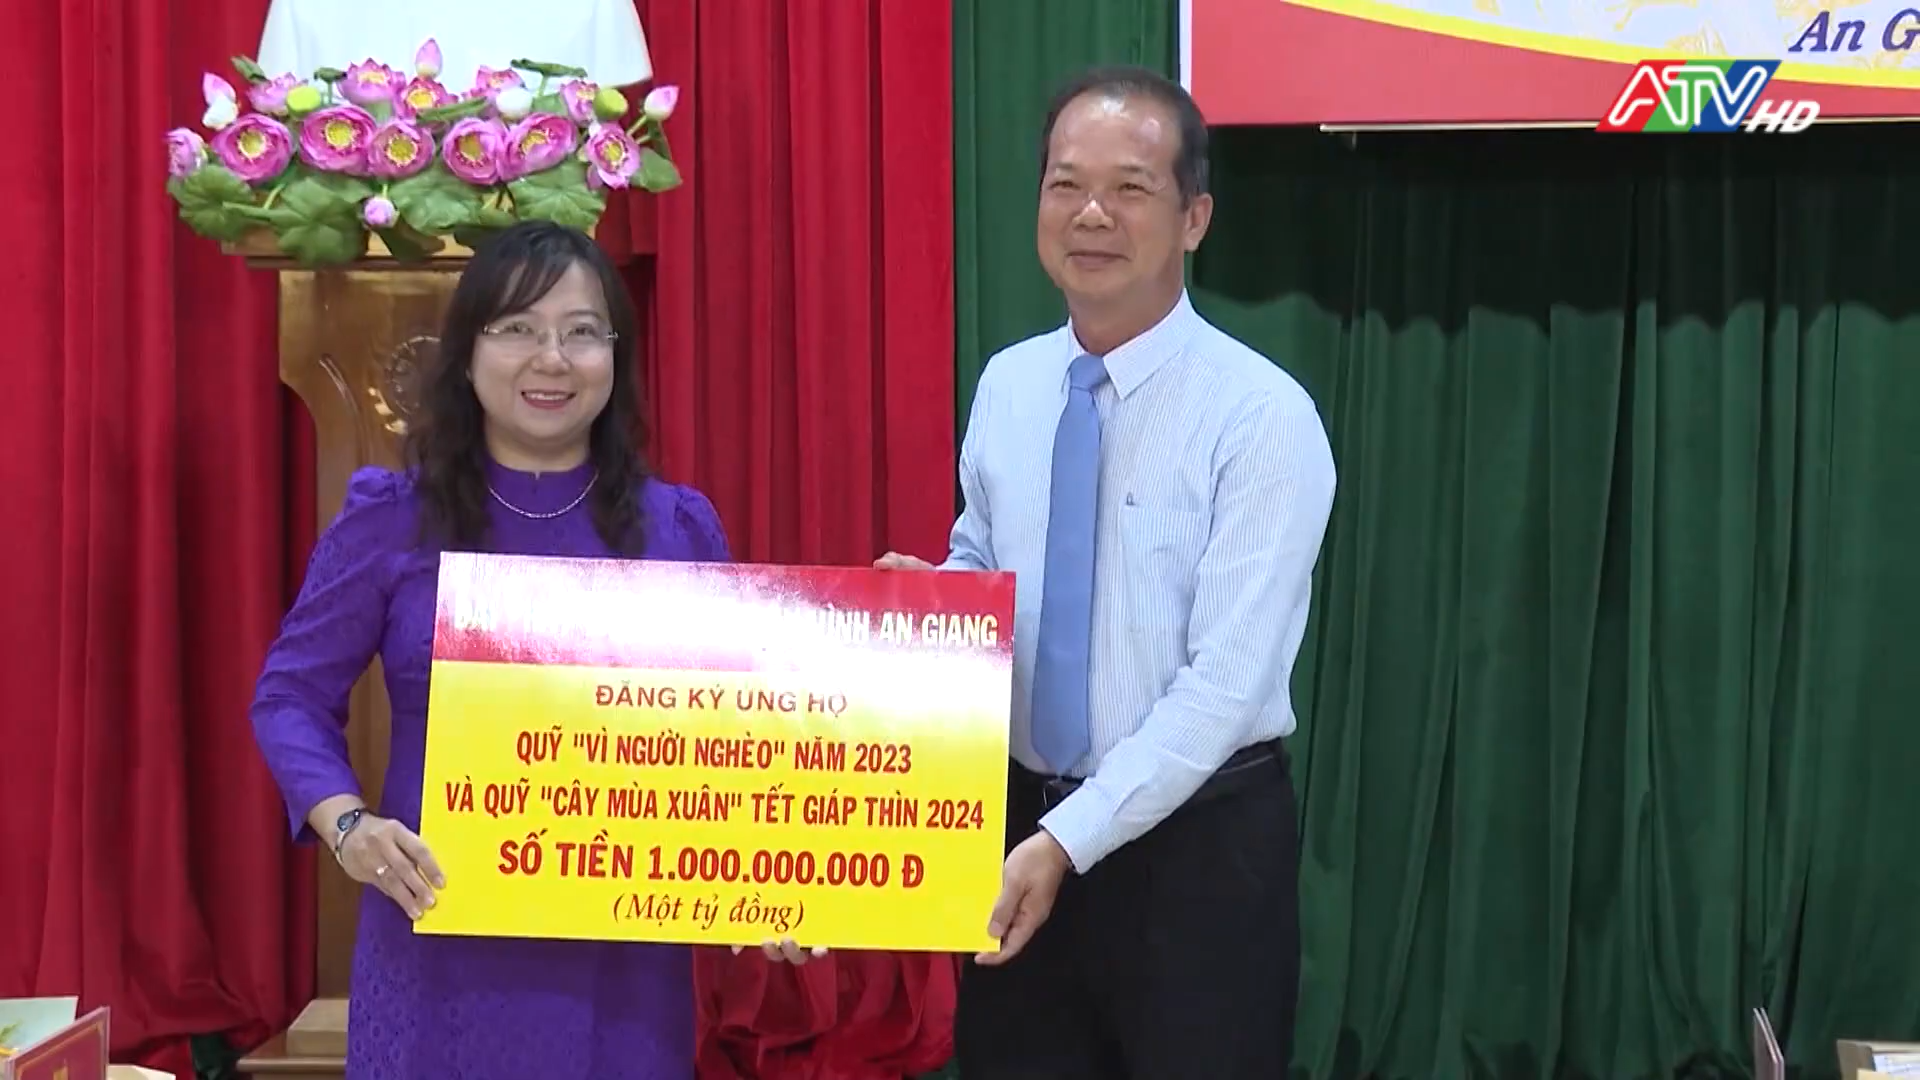 An G
ATV HD
HÌNH AN GIANG
ĐĂNG KÝ ỦNG HỘ
QUỸ "VÌ NGƯỜI NGHÈO" NĂM 2023
VÀ QUỸ "CÂY MÙA XUÂN" TẾT GIÁP THÌN 2024
SỐ TIỀN 1.000.000.000 Đ
(Một tỷ đồng)